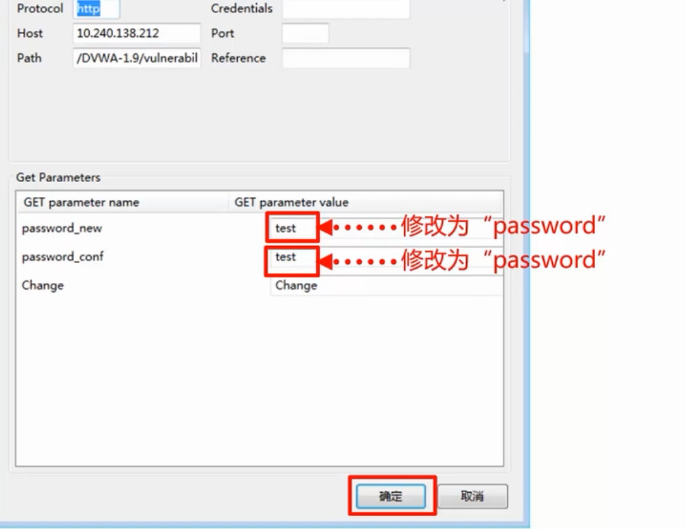 Protocol http Credentials
Host 10.240.138.212 Port
Path /DVWA-1.9/vulnerabil Reference
Get Parameters
GET parameter name GET parameter value
password_new test 修改为“password”
password_conf test 修改为“password”
Change Change
确定 取消